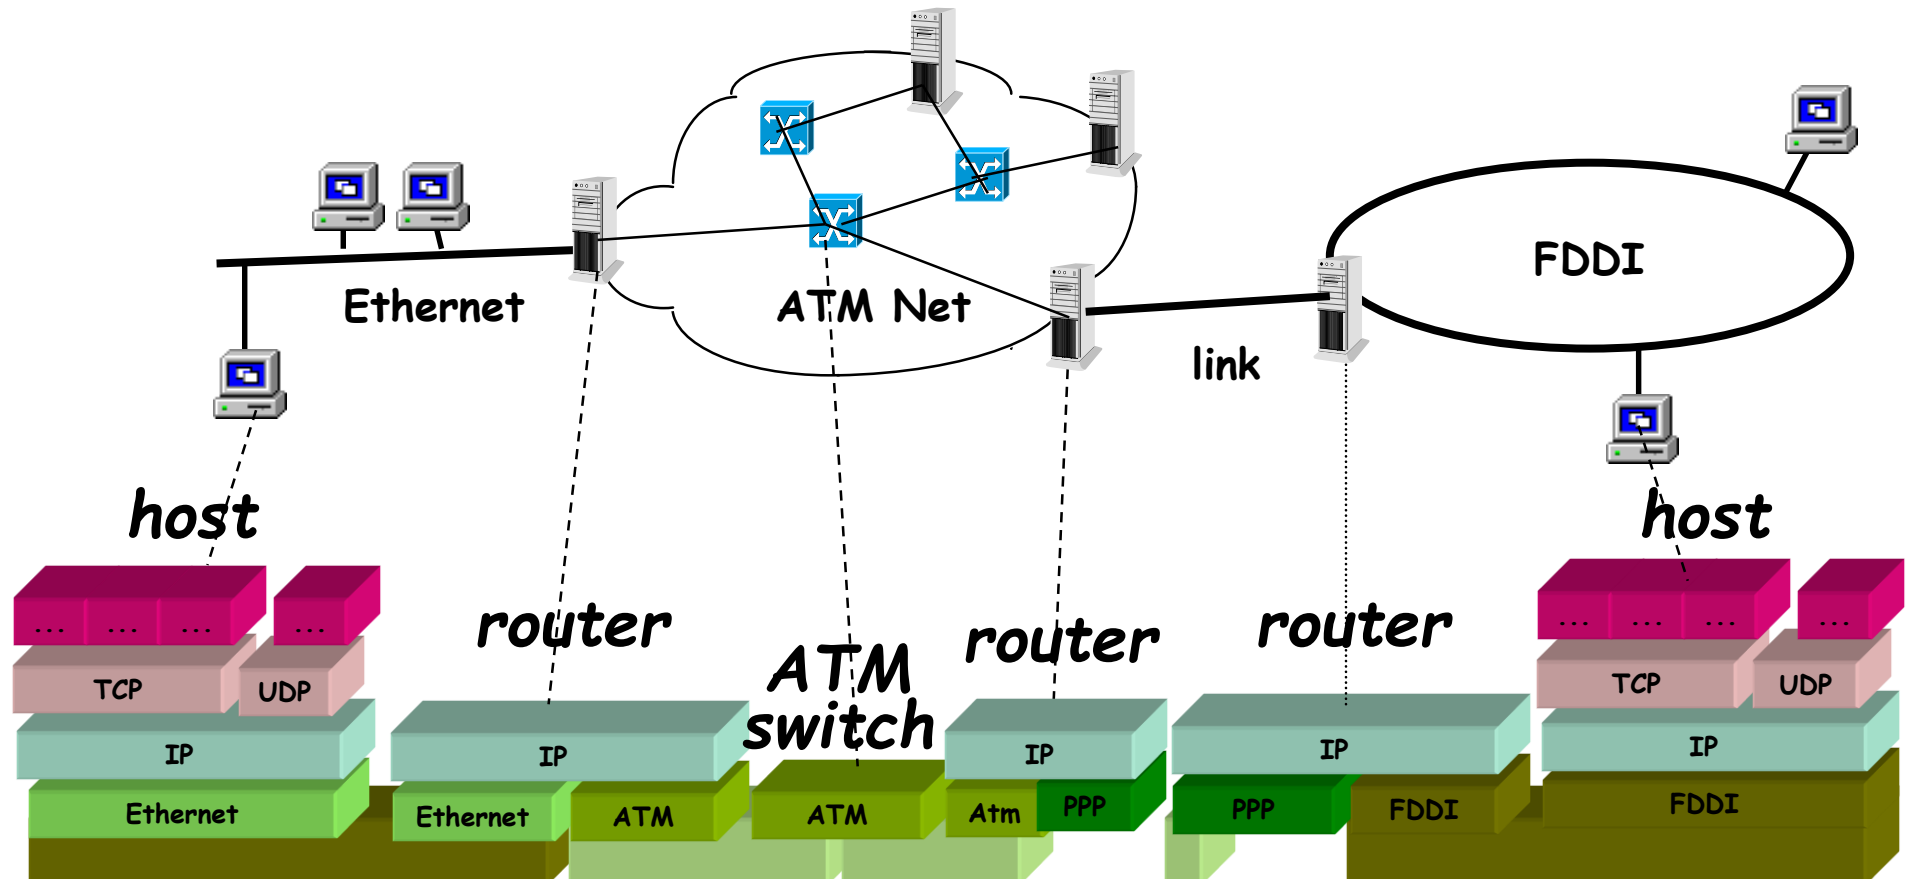 FDDI
Ethernet
ATM Net
link
host
host
router
router
router
ATM
switch
... ... ... ...
... ... ... ...
TCP UDP
TCP UDP
IP
IP
IP
IP
IP
Ethernet
Ethernet
ATM
ATM
Atm
PPP
PPP
FDDI
FDDI